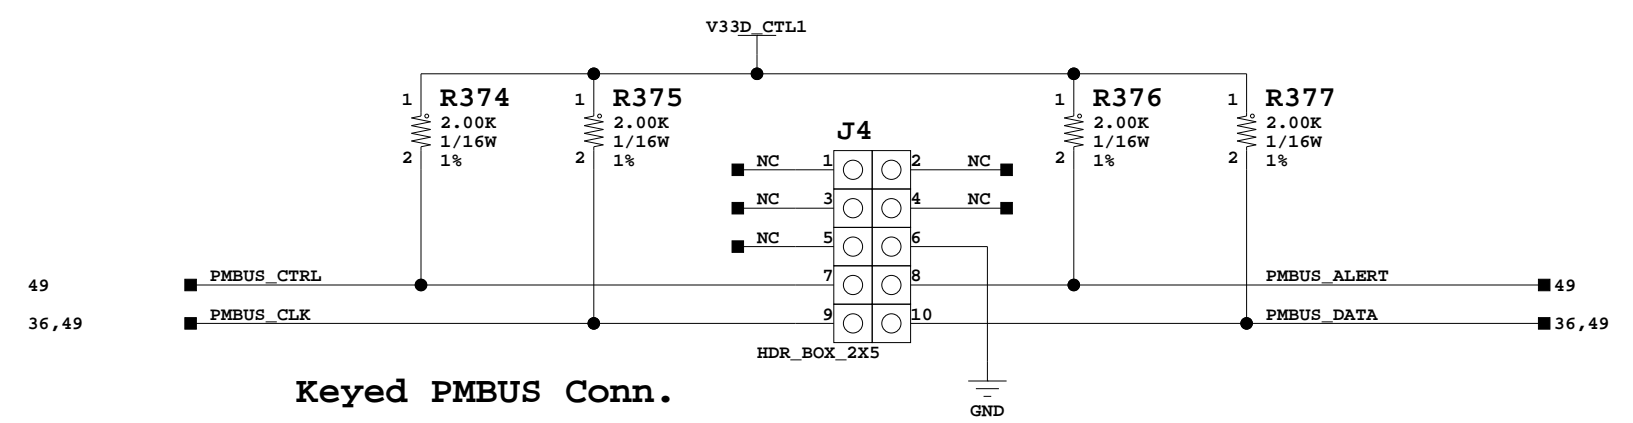 V33D_CTL1
1 R374 1 R375 1 R376 1 R377
2.00K 2.00K 2.00K 2.00K
1/16W 1/16W 1/16W 1/16W
2 1% 2 1% 2 1% 2 1%
J4
NC 1 2 NC
NC 3 4 NC
NC 5 6
49 PMBUS_CTRL 7 8 PMBUS_ALERT 49
36,49 PMBUS_CLK 9 10 PMBUS_DATA 36,49
HDR_BOX_2X5
Keyed PMBUS Conn.
GND